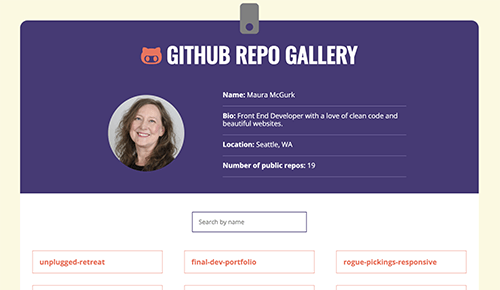 GITHUB REPO GALLERY
Name: Maura McGurk
Bio: Front End Developer with a love of clean code and
beautiful websites.
Location: Seattle, WA
Number of public repos: 19
Search by name
unplugged-retreat
final-dev-portfolio
rogue-pickings-responsive